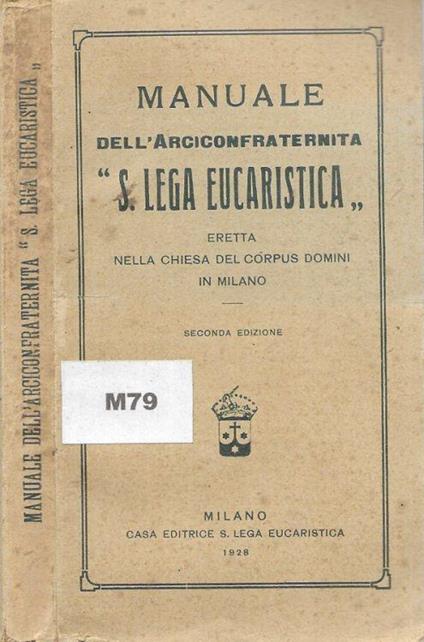 MANUALE DELL'ARCICONFRATERNITA " S. LEGA EUCARISTICA „
MANUALE
DELL'ARCICONFRATERNITA
" S. LEGA EUCARISTICA „
ERETTA
NELLA CHIESA DEL CORPUS DOMINI
IN MILANO
SECONDA EDIZIONE
M79
MILANO
CASA EDITRICE S. LEGA EUCARISTICA
1928